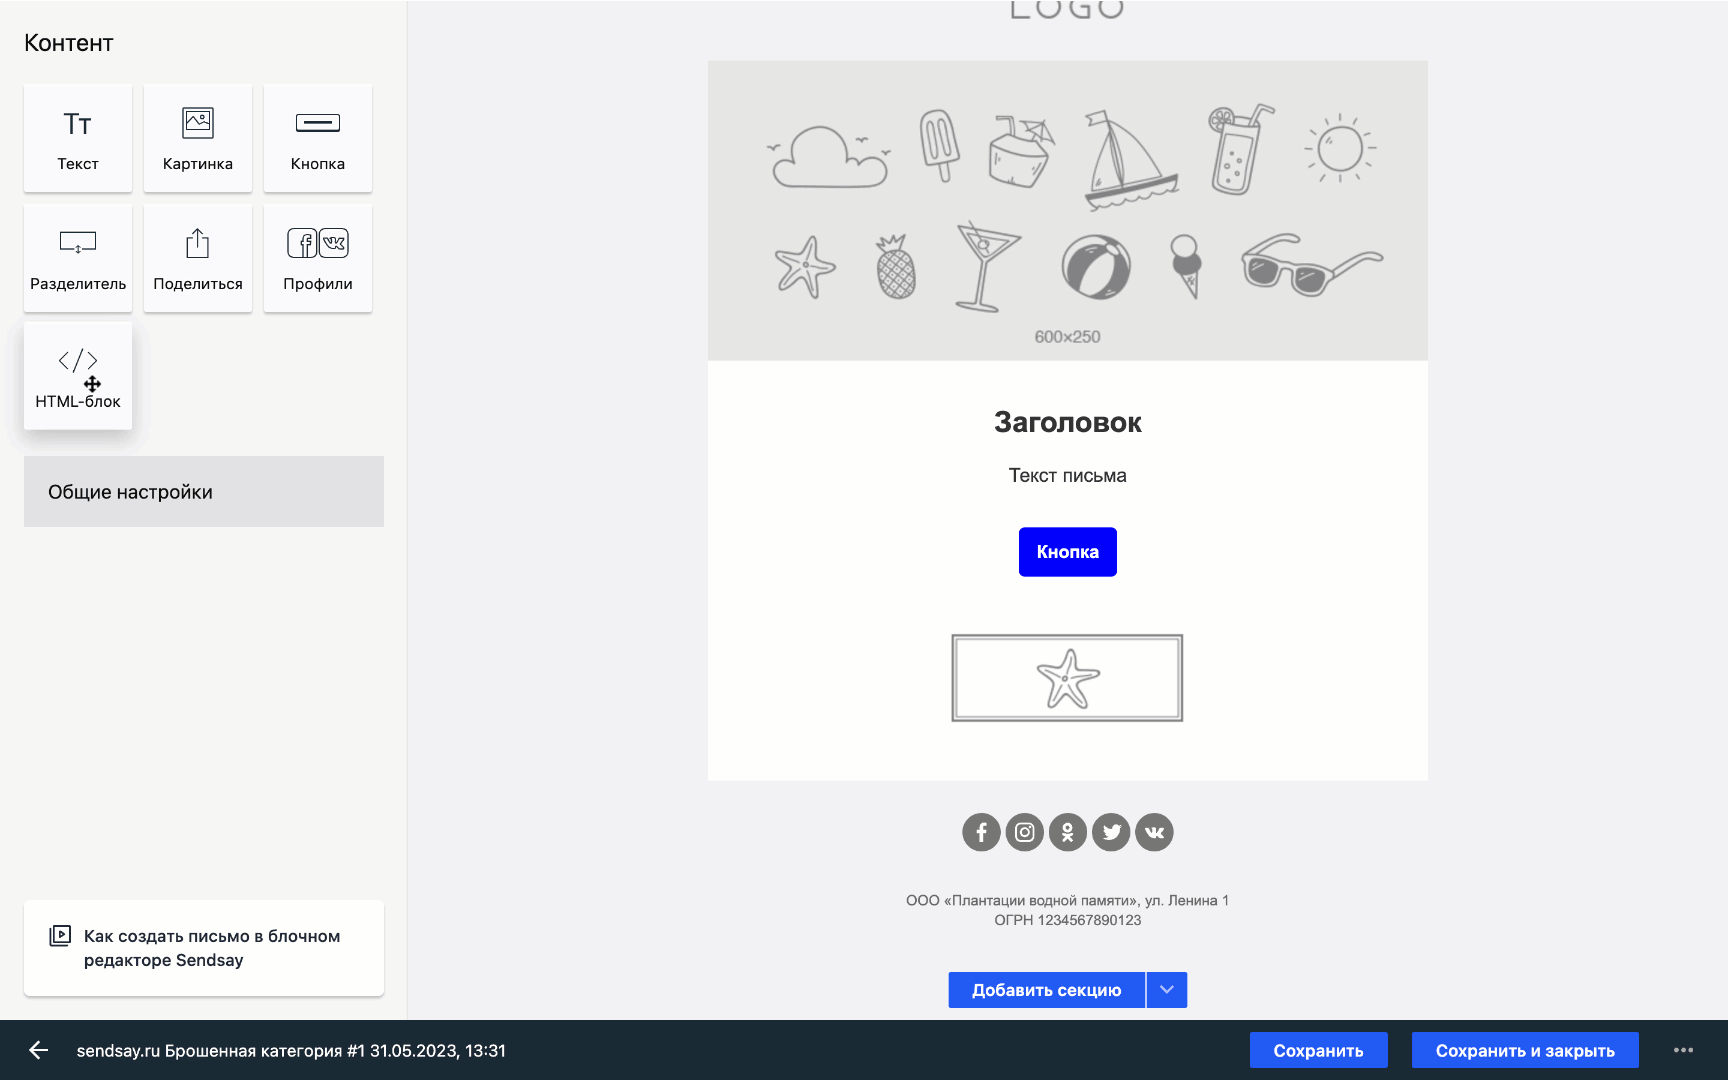 Контент
Тт
Текст
Картинка
Кнопка
Разделитель
Поделиться
Профили
</>
HTML-блок
Общие настройки
Как создать письмо в блочном
редакторе Sendsay
LOGO
600×250
Заголовок
Текст письма
Кнопка
ООО «Плантации водной памяти», ул. Ленина 1
ОГРН 1234567890123
Добавить секцию
sendsay.ru Брошенная категория #1 31.05.2023, 13:31
Сохранить
Сохранить и закрыть